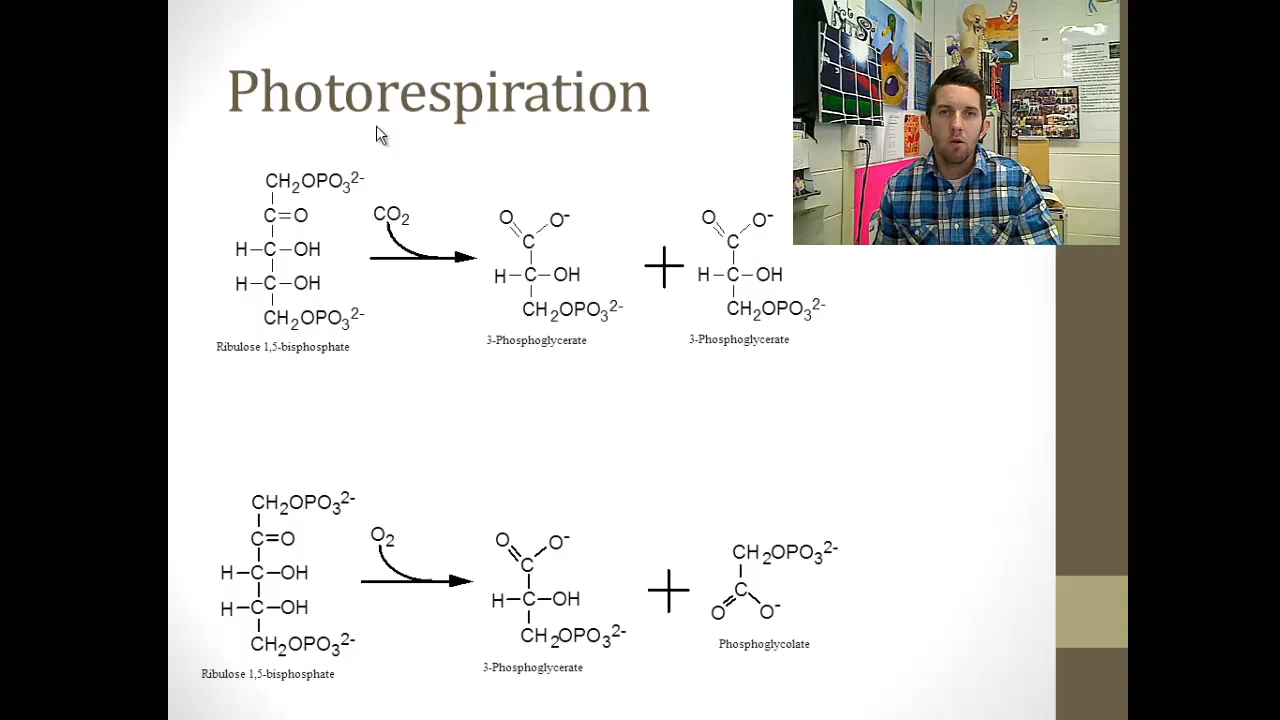 Photorespiration
CH2OPO3 2-
C=O
H-C-OH
H-C-OH
CH2OPO3 2-
Ribulose 1,5-bisphosphate
CO2
O O-
C
H-C-OH
CH2OPO3 2-
3-Phosphoglycerate
+
O O-
C
H-C-OH
CH2OPO3 2-
3-Phosphoglycerate
CH2OPO3 2-
C=O
H-C-OH
H-C-OH
CH2OPO3 2-
Ribulose 1,5-bisphosphate
O2
O O-
C
H-C-OH
CH2OPO3 2-
3-Phosphoglycerate
+
CH2OPO3 2-
C
O O-
Phosphoglycolate